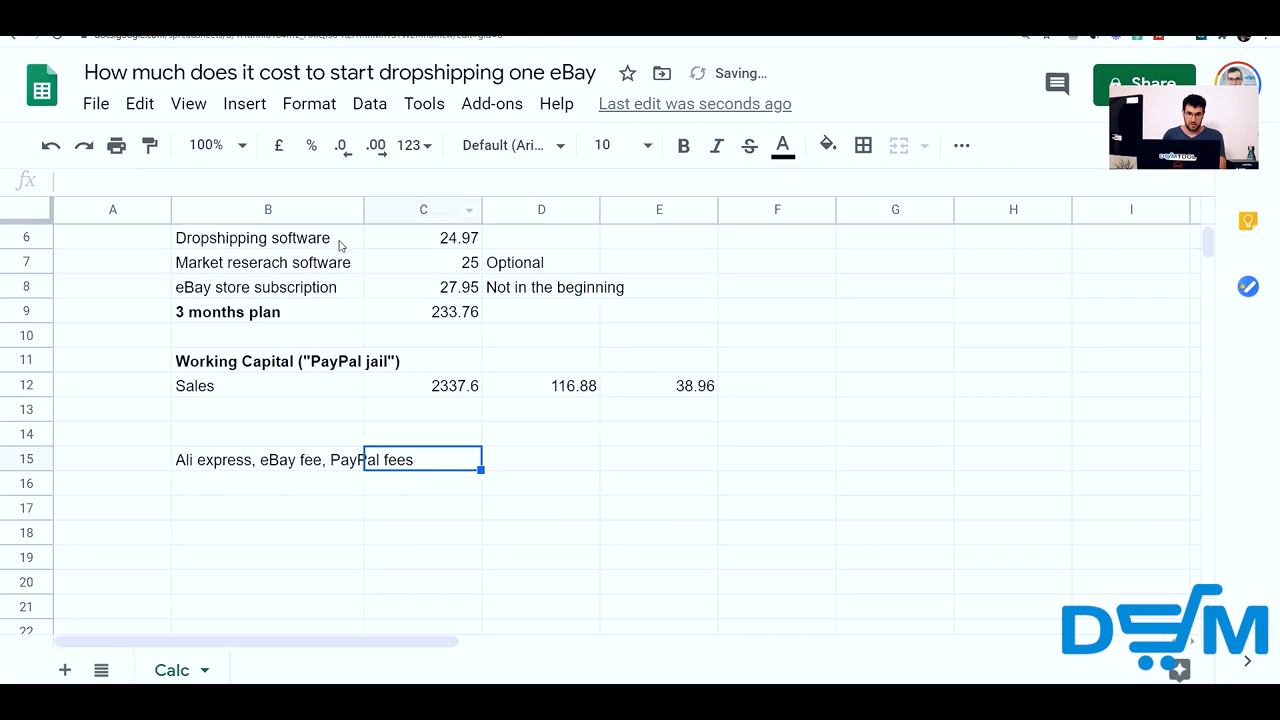 How much does it cost to start dropshipping one eBay
Saving...
Share
File Edit View Insert Format Data Tools Add-ons Help Last edit was seconds ago
100% £ % .0 .00 123 Default (Ari... 10 B I S A
fx
A B C D E F G H I
6 Dropshipping software 24.97
7 Market reserach software 25 Optional
8 eBay store subscription 27.95 Not in the beginning
9 3 months plan 233.76
10
11 Working Capital ("PayPal jail")
12 Sales 2337.6 116.88 38.96
13
14
15 Ali express, eBay fee, PayPal fees
16
17
18
19
20
21
22
Calc
DSM